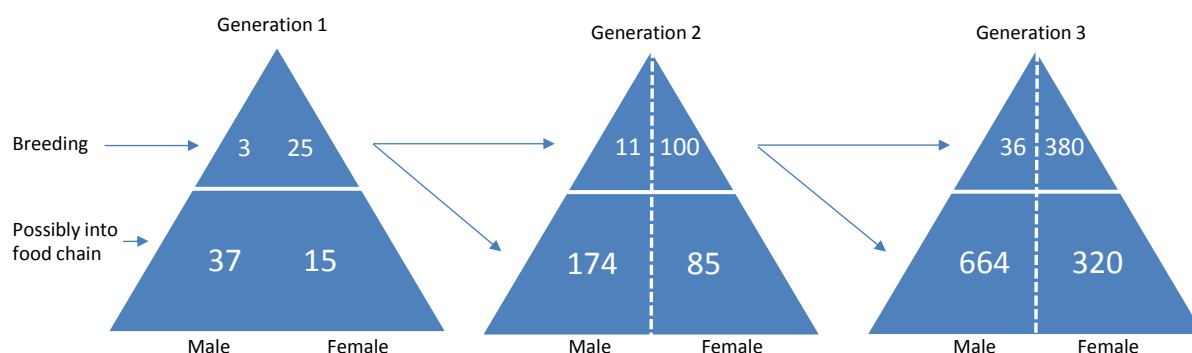 Generation 1
Generation 2
Generation 3
Breeding
3 25
11 100
36 380
Possibly into
food chain
37 15
174 85
664 320
Male Female
Male Female
Male Female